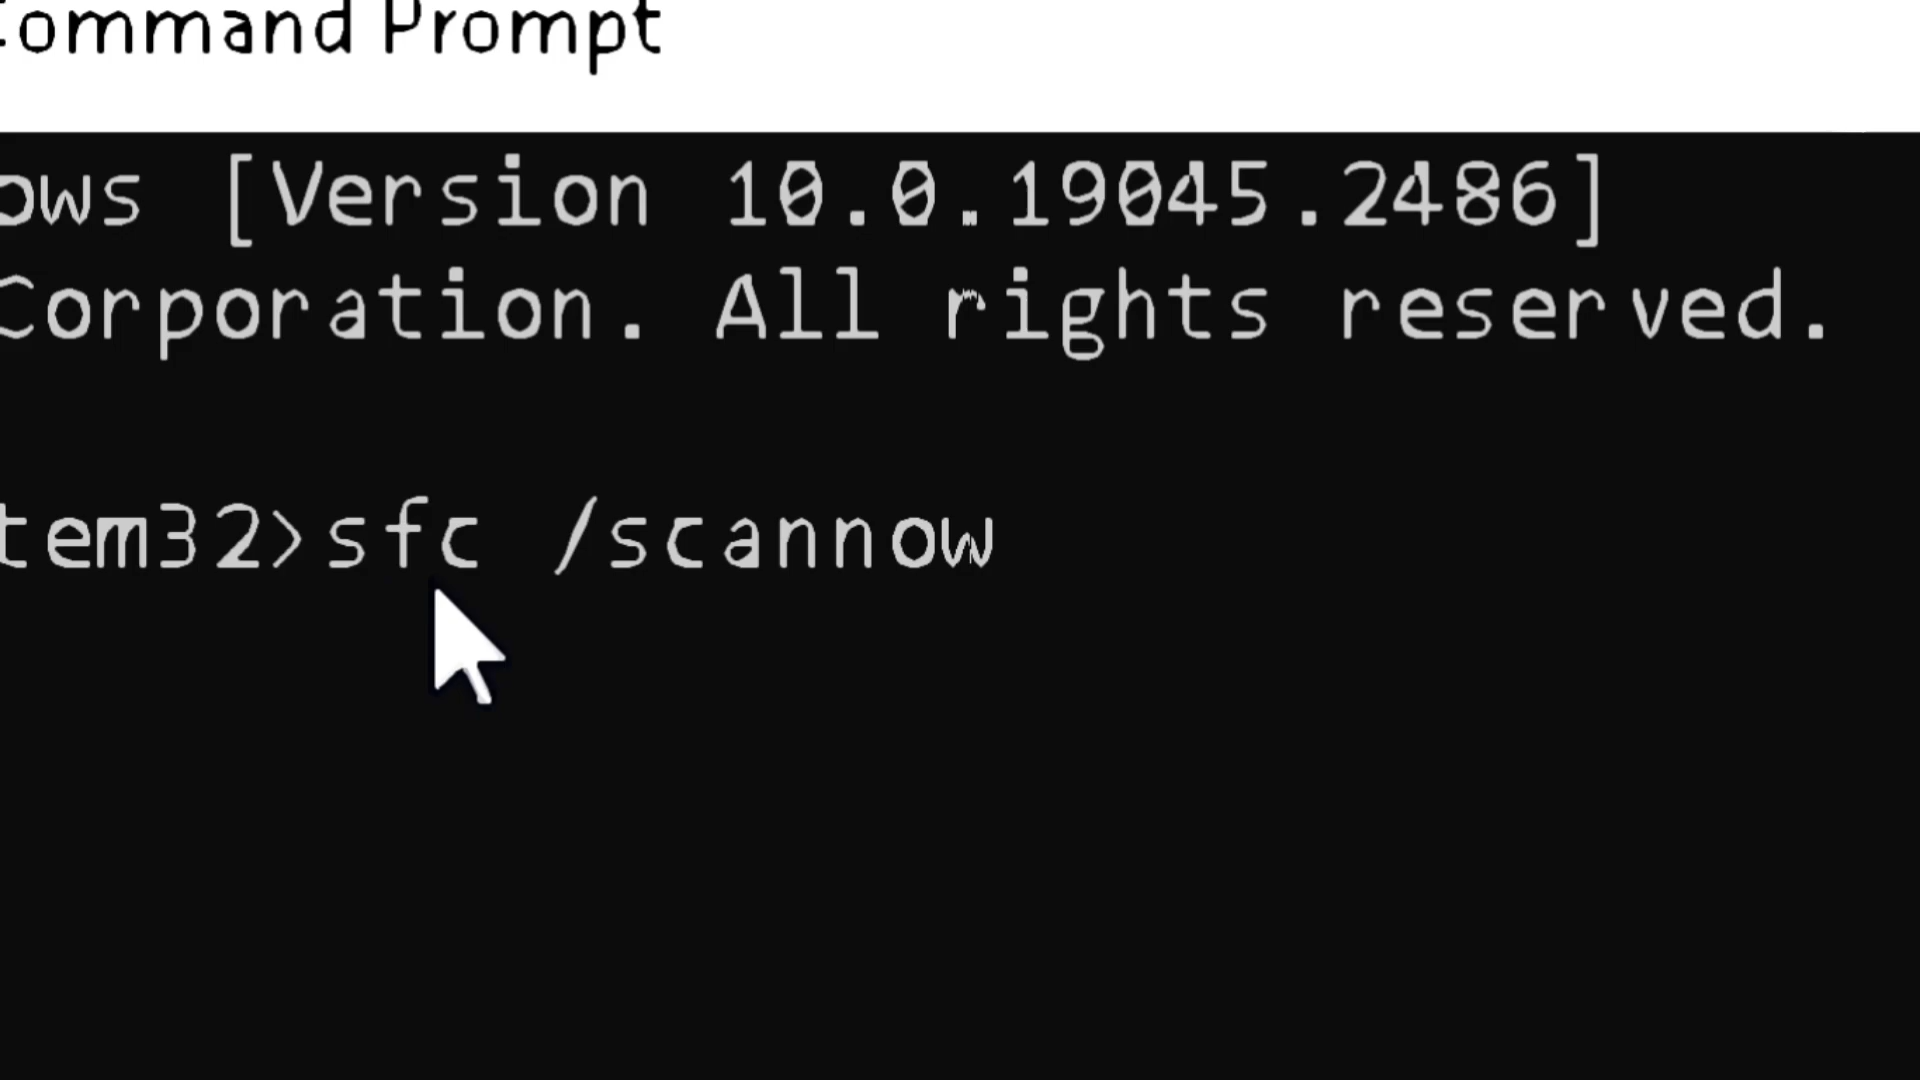 Command Prompt
ows [Version 10.0.19045.2486]
Corporation. All rights reserved.
tem32>sfc /scannow